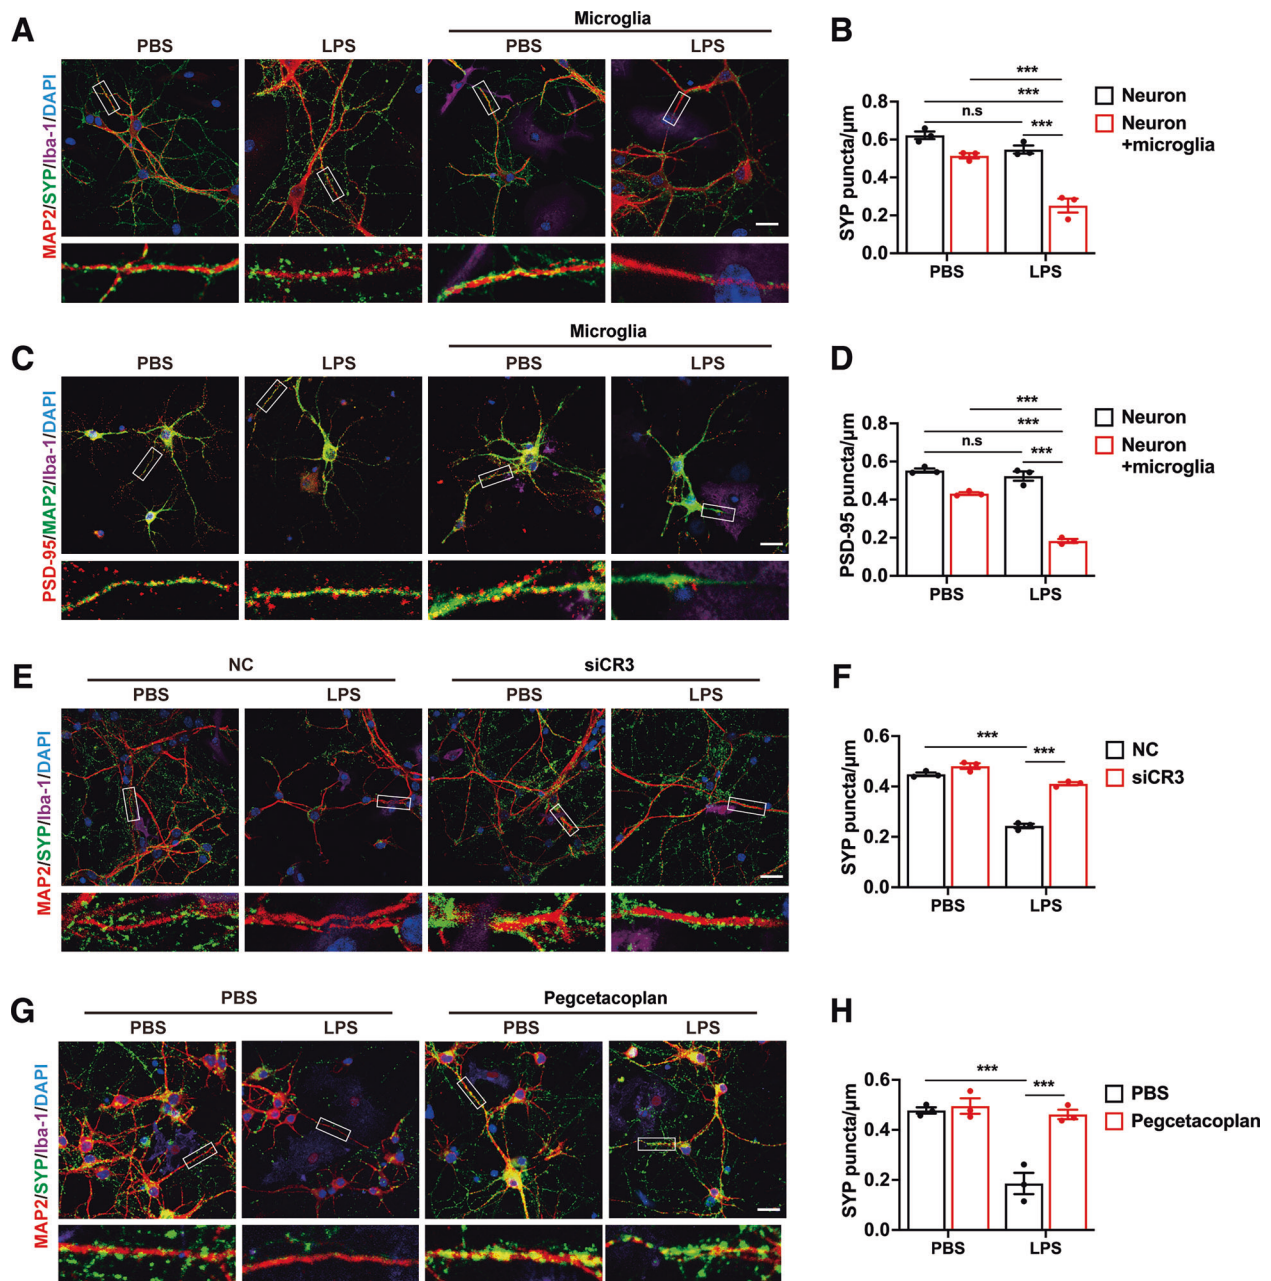 A
Microglia
PBS LPS PBS LPS
MAP2/SYP/Iba-1/DAPI
B
SYP puncta/µm
0.8
0.6
0.4
0.2
0.0
PBS LPS
***
***
n.s
***
Neuron
Neuron
+microglia
C
Microglia
PBS LPS PBS LPS
PSD-95/MAP2/Iba-1/DAPI
D
PSD-95 puncta/µm
0.8
0.6
0.4
0.2
0.0
PBS LPS
***
***
n.s
***
Neuron
Neuron
+microglia
E
NC siCR3
PBS LPS PBS LPS
MAP2/SYP/Iba-1/DAPI
F
SYP puncta/µm
0.6
0.4
0.2
0.0
PBS LPS
***
***
NC
siCR3
G
PBS Pegcetacoplan
PBS LPS PBS LPS
MAP2/SYP/Iba-1/DAPI
H
SYP puncta/µm
0.6
0.4
0.2
0.0
PBS LPS
***
***
PBS
Pegcetacoplan